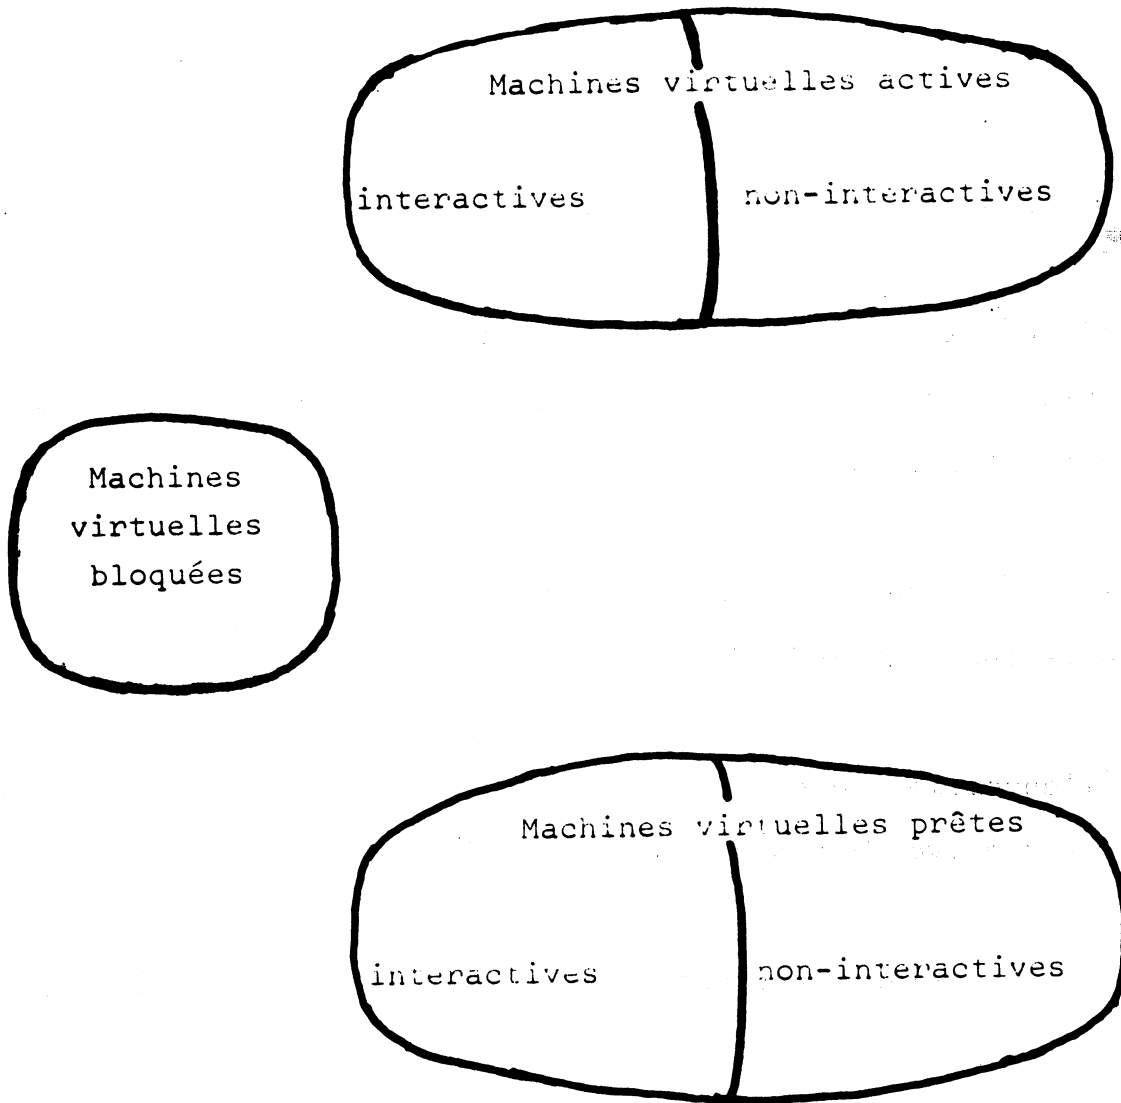 Machines virtuelles actives
interactives
non-interactives
Machines
virtuelles
bloquées
Machines virtuelles prêtes
interactives
non-interactives